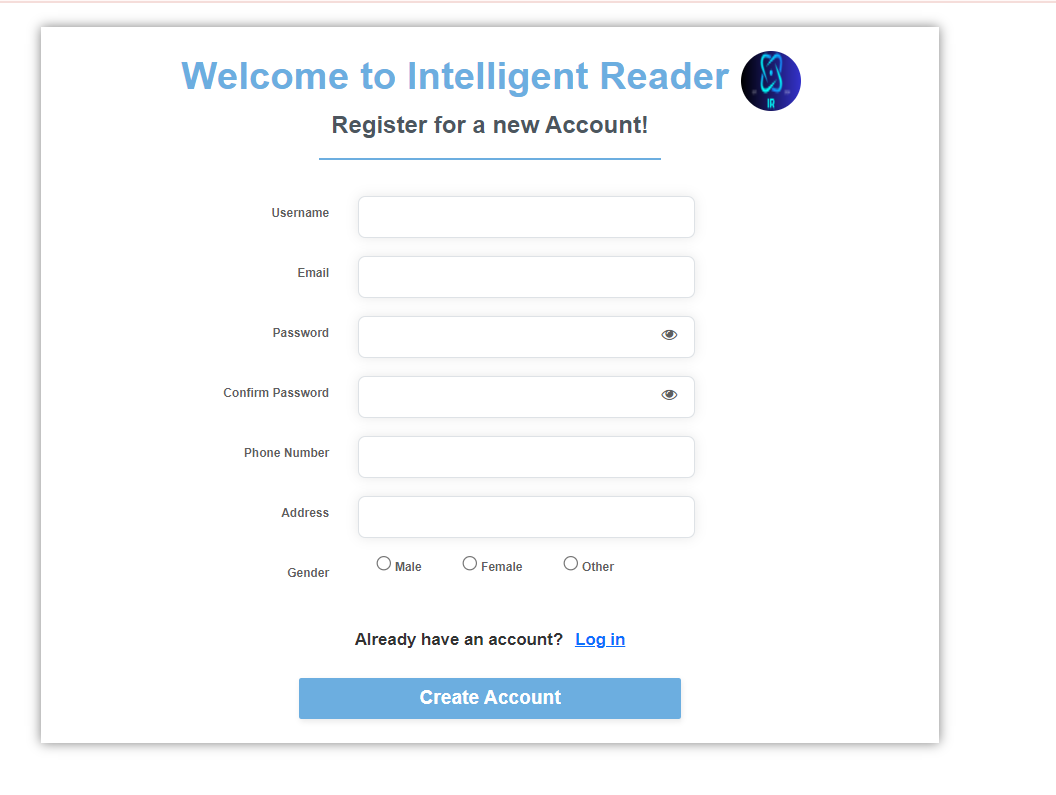 Welcome to Intelligent Reader
IR
Register for a new Account!
Username
Email
Password
Confirm Password
Phone Number
Address
Gender
Male Female Other
Already have an account? Log in
Create Account